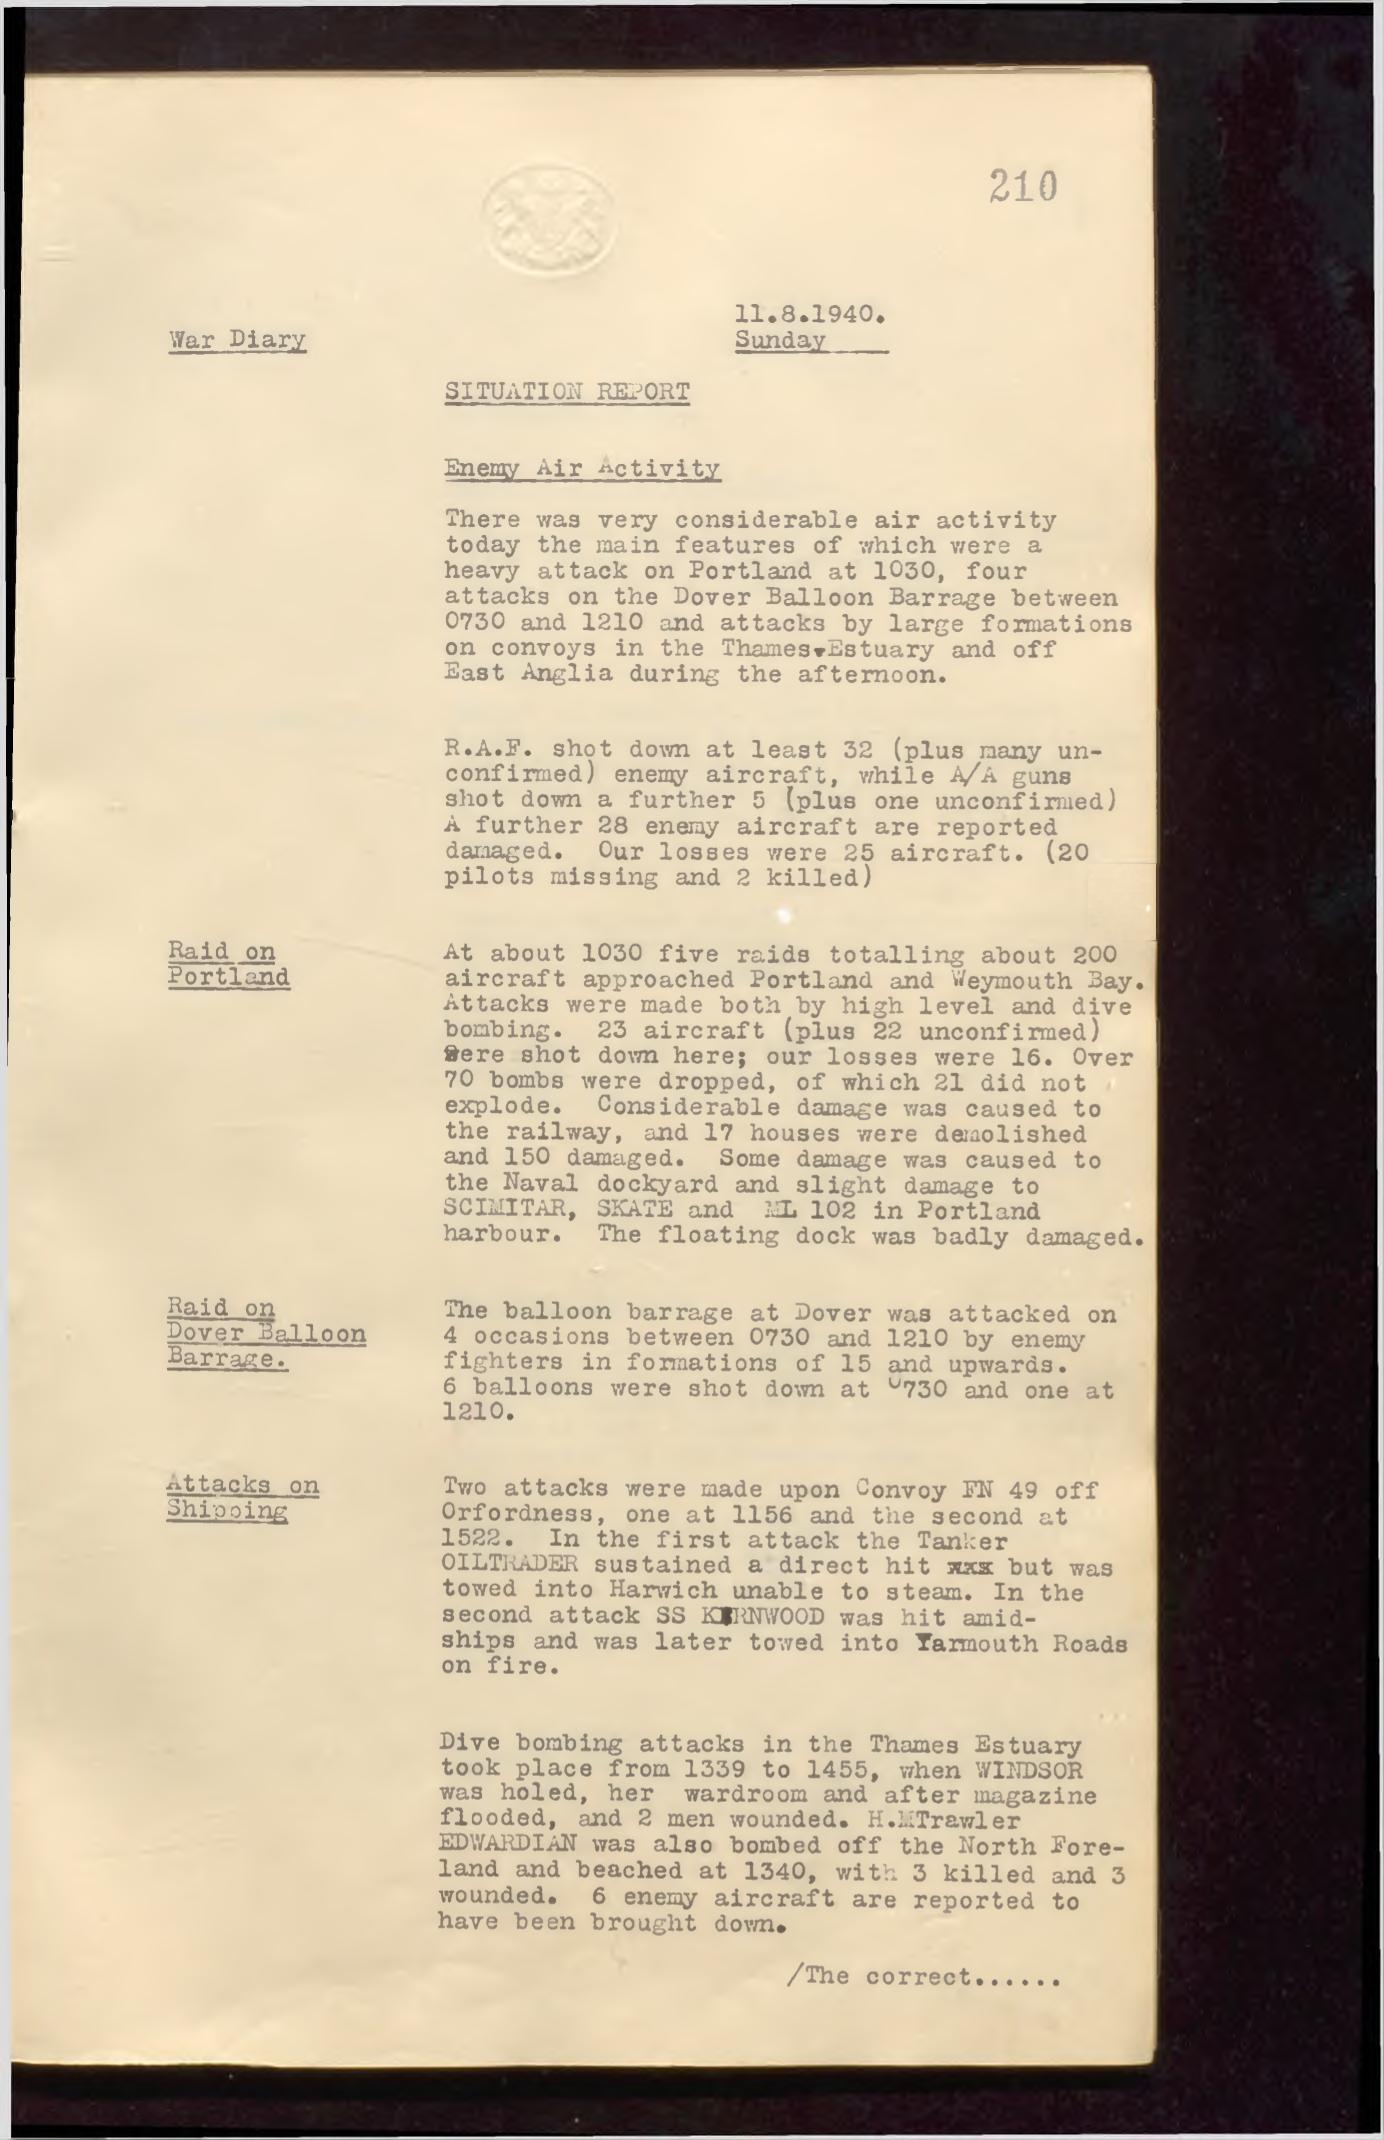 210
11.8.1940.
War Diary
Sunday
SITUATION REPORT
Enemy Air Activity
There was very considerable air activity
today the main features of which were a
heavy attack on Portland at 1030, four
attacks on the Dover Balloon Barrage between
0730 and 1210 and attacks by large formations
on convoys in the Thames Estuary and off
East Anglia during the afternoon.
R.A.F. shot down at least 32 (plus many un-
confirmed) enemy aircraft, while A/A guns
shot down a further 5 (plus one unconfirmed)
A further 28 enemy aircraft are reported
damaged. Our losses were 25 aircraft. (20
pilots missing and 2 killed)
Raid on
Portland
At about 1030 five raids totalling about 200
aircraft approached Portland and Weymouth Bay.
Attacks were made both by high level and dive
bombing. 23 aircraft (plus 22 unconfirmed)
were shot down here; our losses were 16. Over
70 bombs were dropped, of which 21 did not
explode. Considerable damage was caused to
the railway, and 17 houses were demolished
and 150 damaged. Some damage was caused to
the Naval dockyard and slight damage to
SCIMITAR, SKATE and ML 102 in Portland
harbour. The floating dock was badly damaged.
Raid on
Dover Balloon
Barrage.
The balloon barrage at Dover was attacked on
4 occasions between 0730 and 1210 by enemy
fighters in formations of 15 and upwards.
6 balloons were shot down at 0730 and one at
1210.
Attacks on
Shipping
Two attacks were made upon Convoy FN 49 off
Orfordness, one at 1156 and the second at
1522. In the first attack the Tanker
OILTRADER sustained a direct hit xxx but was
towed into Harwich unable to steam. In the
second attack SS was hit amid-
ships and was later towed into Yarmouth Roads
on fire.
Dive bombing attacks in the Thames Estuary
took place from 1339 to 1455, when WINDSOR
was holed, her wardroom and after magazine
flooded, and 2 men wounded. H.MTrawler
EDWARDIAN was also bombed off the North Fore-
land and beached at 1340, with 3 killed and 3
wounded. 6 enemy aircraft are reported to
have been brought down.
/The correct......